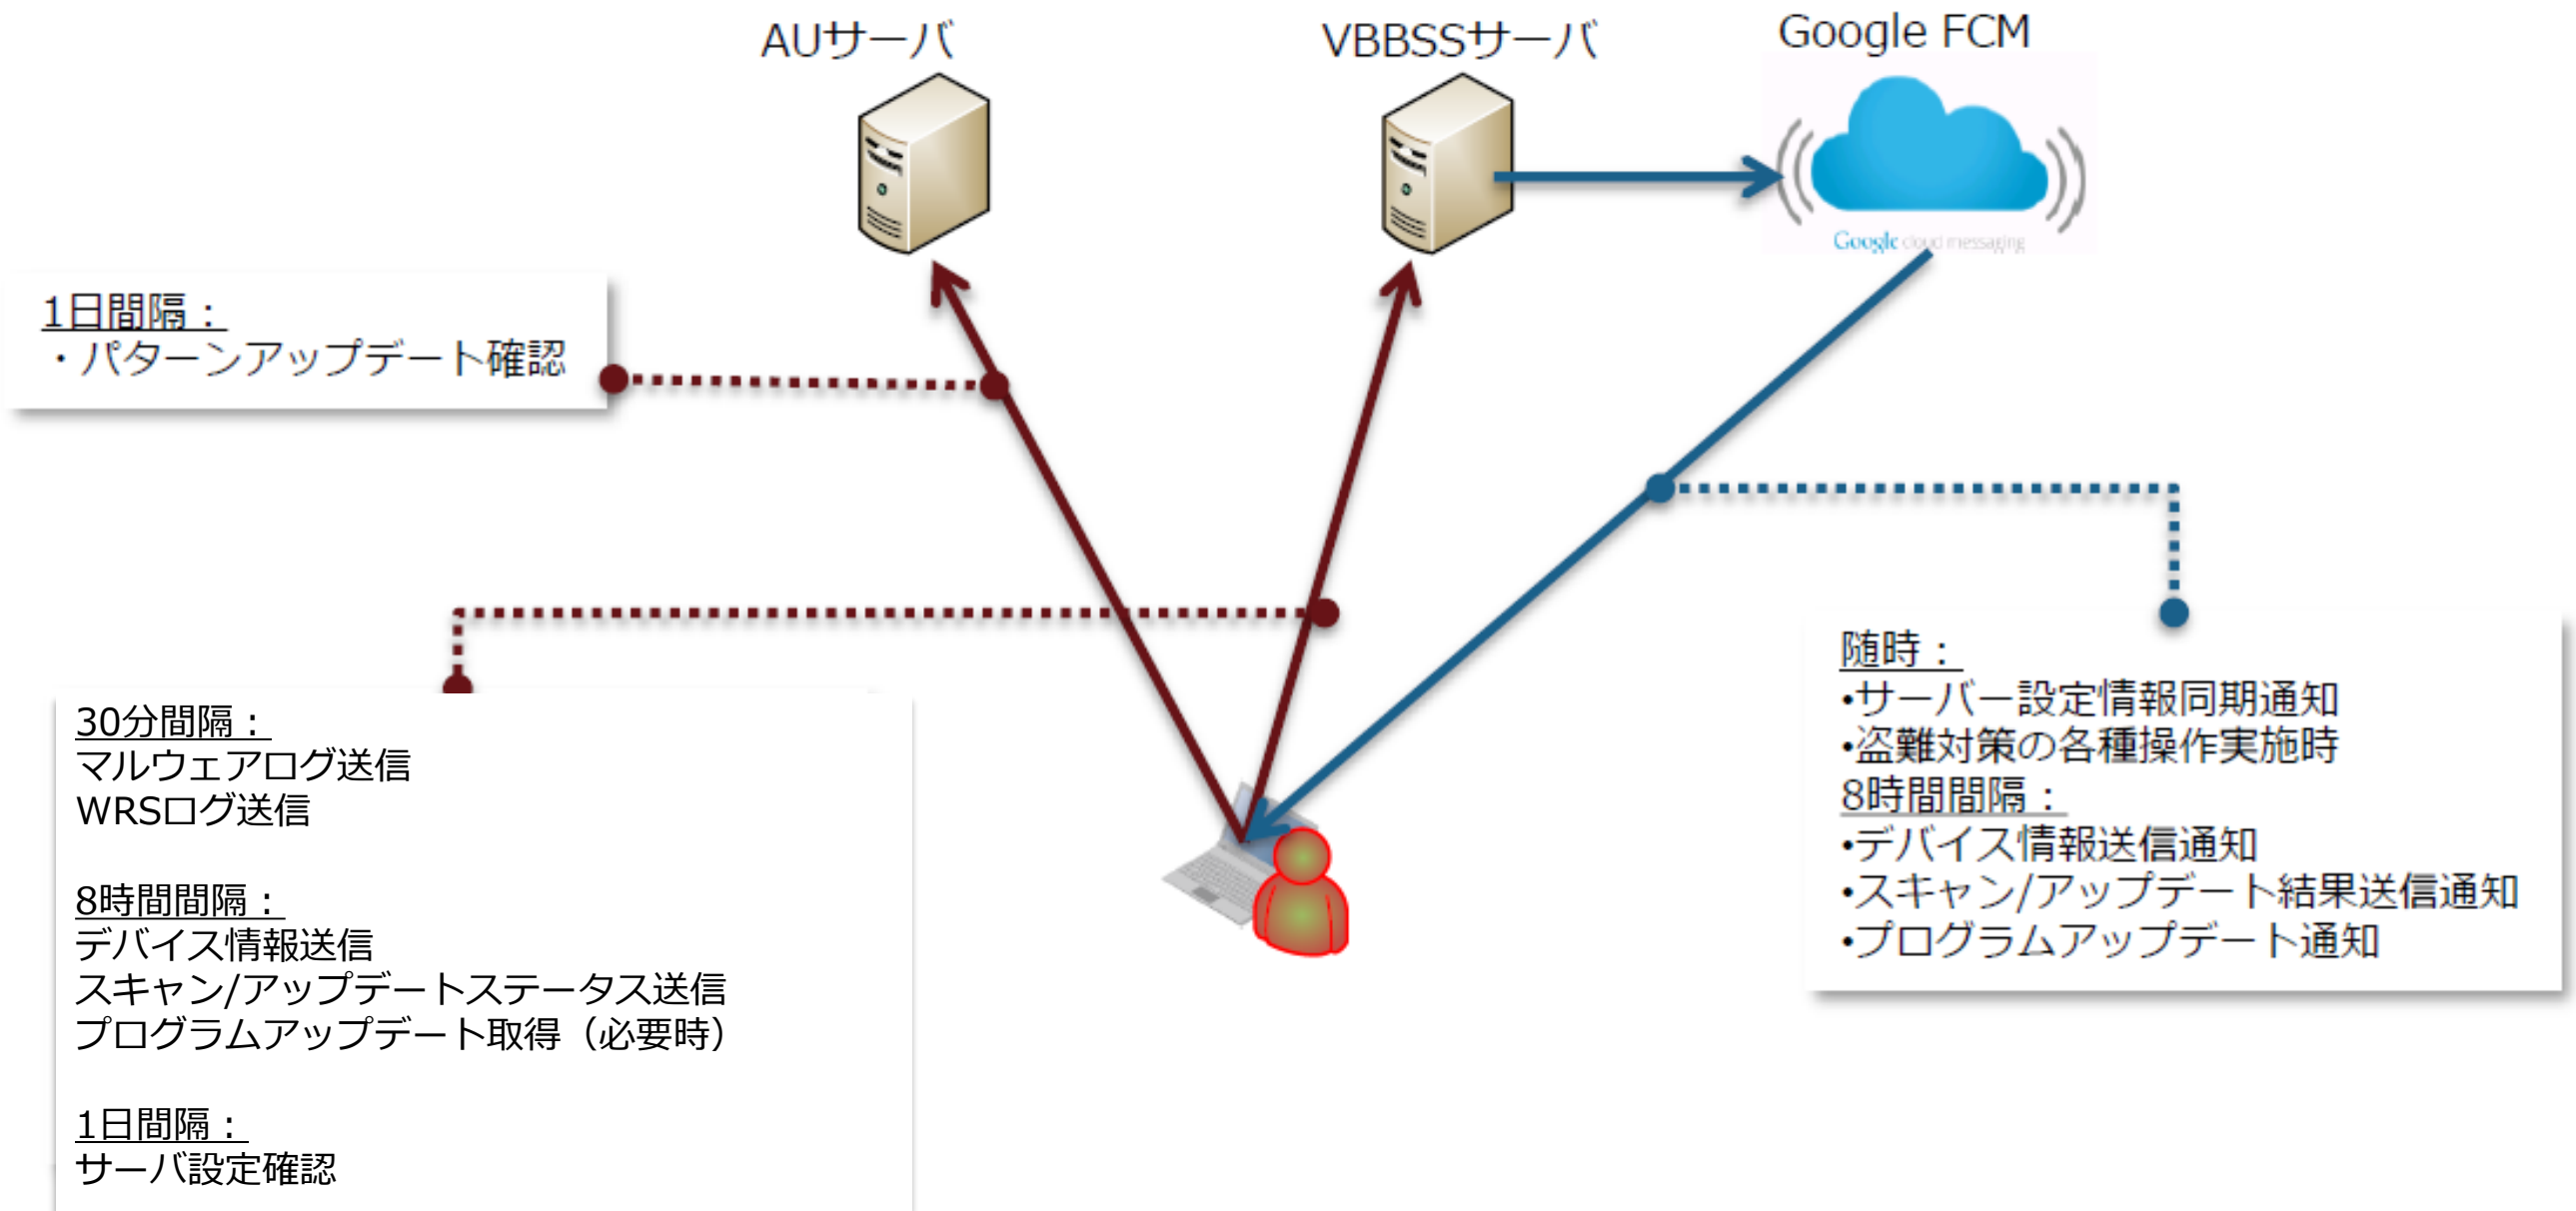 AUサーバ
VBBSSサーバ
Google FCM
Google cloud messaging
1日間隔：
・パターンアップデート確認
30分間隔：
マルウェアログ送信
WRSログ送信
8時間間隔：
デバイス情報送信
スキャン/アップデートステータス送信
プログラムアップデート取得（必要時）
1日間隔：
サーバ設定確認
随時：
•サーバー設定情報同期通知
•盗難対策の各種操作実施時
8時間間隔：
•デバイス情報送信通知
•スキャン/アップデート結果送信通知
•プログラムアップデート通知